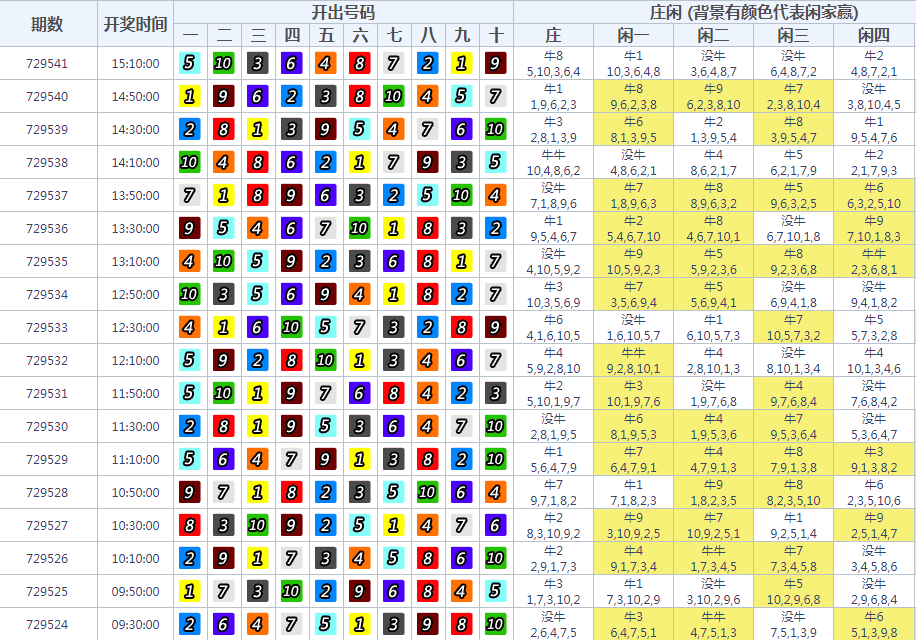 期数 开奖时间 开出号码 庄闲 (背景有颜色代表闲家赢)
一 二 三 四 五 六 七 八 九 十 庄 闲一 闲二 闲三 闲四
729541 15:10:00 5 10 3 6 4 8 7 2 1 9 牛8 牛1 没牛 没牛 牛2
5,10,3,6,4 10,3,6,4,8 3,6,4,8,7 6,4,8,7,2 4,8,7,2,1
729540 14:50:00 1 9 6 2 3 8 10 4 5 7 牛1 牛8 牛9 牛7 没牛
1,9,6,2,3 9,6,2,3,8 6,2,3,8,10 2,3,8,10,4 3,8,10,4,5
729539 14:30:00 2 8 1 3 9 5 4 7 6 10 牛3 牛6 牛2 牛8 牛1
2,8,1,3,9 8,1,3,9,5 1,3,9,5,4 3,9,5,4,7 9,5,4,7,6
729538 14:10:00 10 4 8 6 2 1 7 9 3 5 牛牛 没牛 牛4 牛5 牛2
10,4,8,6,2 4,8,6,2,1 8,6,2,1,7 6,2,1,7,9 2,1,7,9,3
729537 13:50:00 7 1 8 9 6 3 2 5 10 4 没牛 牛7 牛8 牛5 牛6
7,1,8,9,6 1,8,9,6,3 8,9,6,3,2 9,6,3,2,5 6,3,2,5,10
729536 13:30:00 9 5 4 6 7 10 1 8 3 2 牛1 牛2 牛8 没牛 牛9
9,5,4,6,7 5,4,6,7,10 4,6,7,10,1 6,7,10,1,8 7,10,1,8,3
729535 13:10:00 4 10 5 9 2 3 6 8 1 7 没牛 牛9 牛5 牛8 牛牛
4,10,5,9,2 10,5,9,2,3 5,9,2,3,6 9,2,3,6,8 2,3,6,8,1
729534 12:50:00 10 3 5 6 9 4 1 8 2 7 牛3 牛7 牛5 没牛 没牛
10,3,5,6,9 3,5,6,9,4 5,6,9,4,1 6,9,4,1,8 9,4,1,8,2
729533 12:30:00 4 1 6 10 5 7 3 2 8 9 牛6 没牛 牛1 牛7 牛5
4,1,6,10,5 1,6,10,5,7 6,10,5,7,3 10,5,7,3,2 5,7,3,2,8
729532 12:10:00 5 9 2 8 10 1 3 4 6 7 牛4 牛牛 牛4 没牛 牛4
5,9,2,8,10 9,2,8,10,1 2,8,10,1,3 8,10,1,3,4 10,1,3,4,6
729531 11:50:00 5 10 1 9 7 6 8 4 2 3 牛2 牛3 没牛 牛4 没牛
5,10,1,9,7 10,1,9,7,6 1,9,7,6,8 9,7,6,8,4 7,6,8,4,2
729530 11:30:00 2 8 1 9 5 3 6 4 7 10 没牛 牛6 牛4 牛7 没牛
2,8,1,9,5 8,1,9,5,3 1,9,5,3,6 9,5,3,6,4 5,3,6,4,7
729529 11:10:00 5 6 4 7 9 1 3 8 2 10 牛1 牛7 牛4 牛8 牛3
5,6,4,7,9 6,4,7,9,1 4,7,9,1,3 7,9,1,3,8 9,1,3,8,2
729528 10:50:00 9 7 1 8 2 3 5 10 6 4 牛7 牛1 牛9 牛8 牛6
9,7,1,8,2 7,1,8,2,3 1,8,2,3,5 8,2,3,5,10 2,3,5,10,6
729527 10:30:00 8 3 10 9 2 5 1 4 7 6 牛2 牛9 牛7 牛1 牛9
8,3,10,9,2 3,10,9,2,5 10,9,2,5,1 9,2,5,1,4 2,5,1,4,7
729526 10:10:00 2 9 1 7 3 4 5 8 6 10 牛2 牛4 牛牛 牛7 没牛
2,9,1,7,3 9,1,7,3,4 1,7,3,4,5 7,3,4,5,8 3,4,5,8,6
729525 09:50:00 1 7 3 10 2 9 6 8 4 5 牛3 牛1 没牛 牛5 没牛
1,7,3,10,2 7,3,10,2,9 3,10,2,9,6 10,2,9,6,8 2,9,6,8,4
729524 09:30:00 2 6 4 7 5 1 3 9 8 10 没牛 牛3 牛牛 没牛 牛6
2,6,4,7,5 6,4,7,5,1 4,7,5,1,3 7,5,1,3,9 5,1,3,9,8